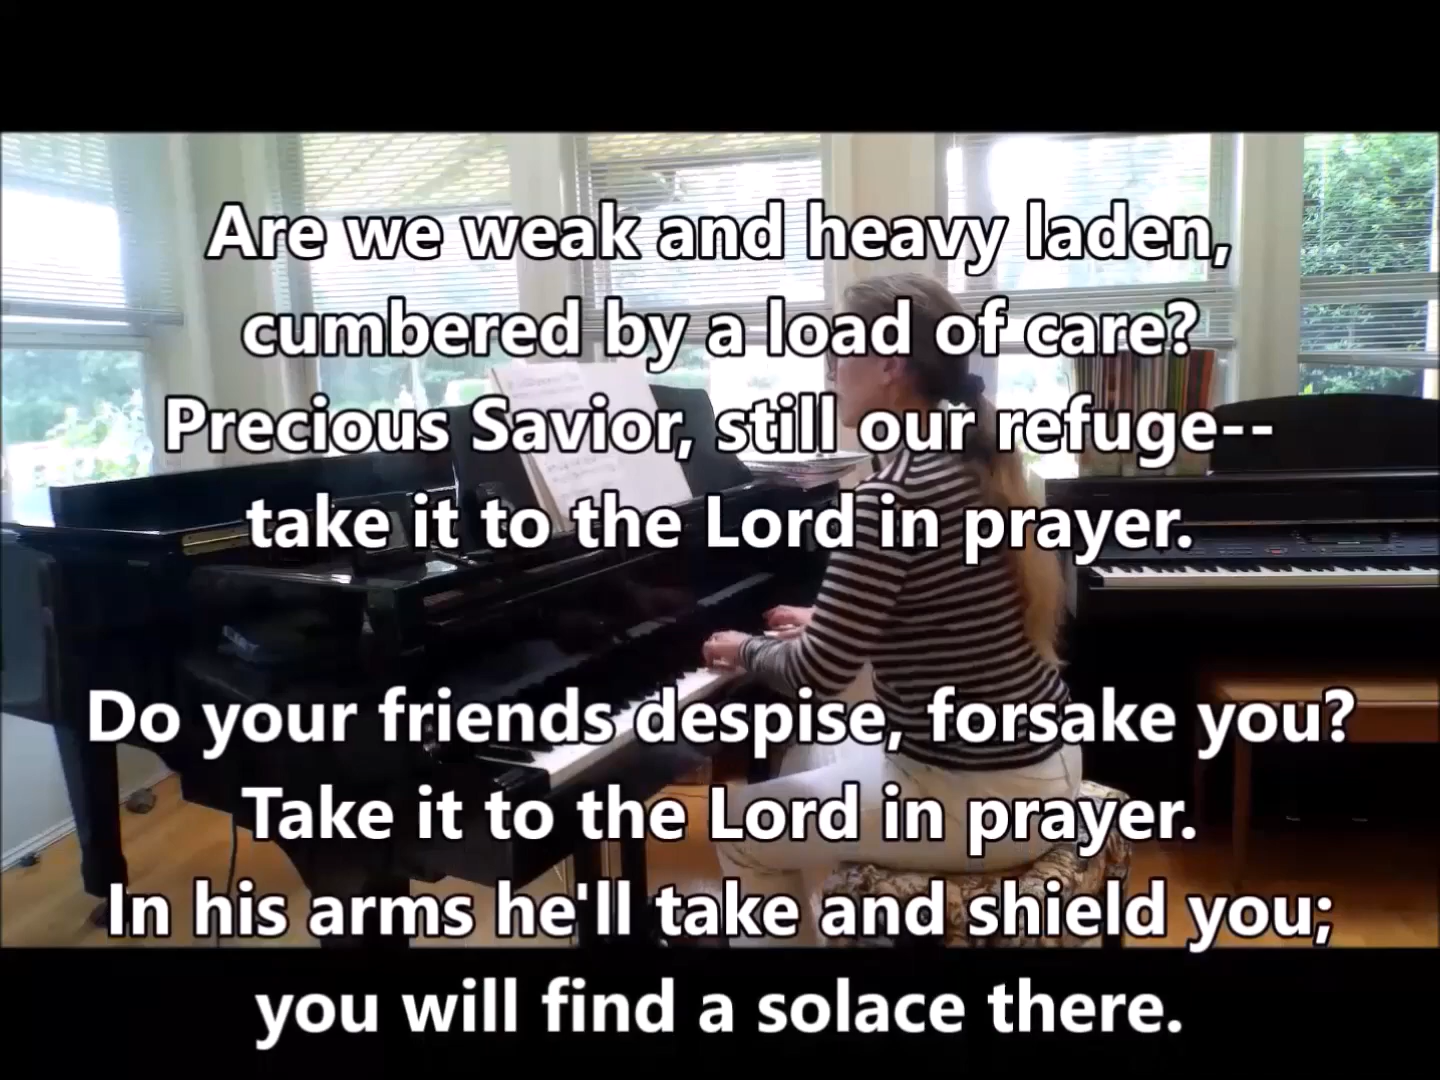 Are we weak and heavy laden,
cumbered by a load of care?
Precious Savior, still our refuge--
take it to the Lord in prayer.
Do your friends despise, forsake you?
Take it to the Lord in prayer.
In his arms he'll take and shield you;
you will find a solace there.